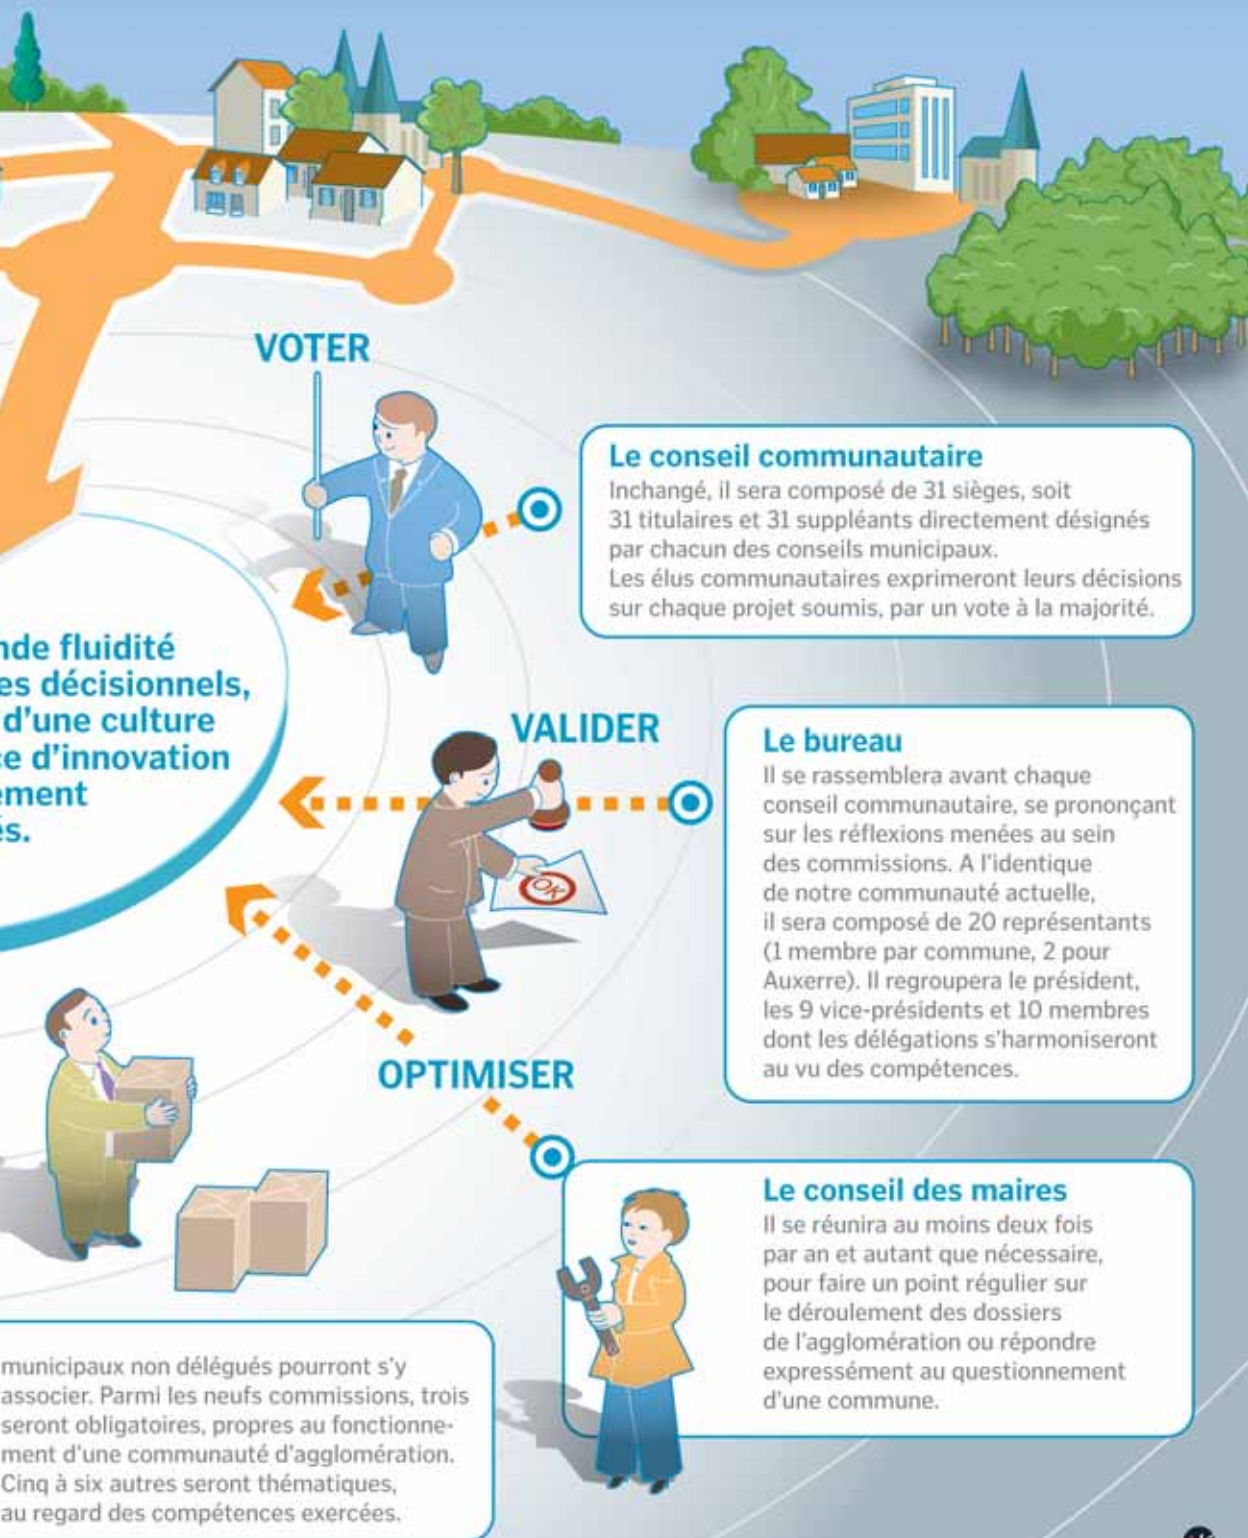 VOTER
Le conseil communautaire
Inchangé, il sera composé de 31 sièges, soit
31 titulaires et 31 suppléants directement désignés
par chacun des conseils municipaux.
Les élus communautaires exprimeront leurs décisions
sur chaque projet soumis, par un vote à la majorité.
fluidité
décisionnels,
d'une culture
d'innovation
VALIDER
OK
Le bureau
Il se rassemblera avant chaque
conseil communautaire, se prononçant
sur les réflexions menées au sein
des commissions. A l'identique
de notre communauté actuelle,
il sera composé de 20 représentants
(1 membre par commune, 2 pour
Auxerre). Il regroupera le président,
les 9 vice-présidents et 10 membres
dont les délégations s'harmoniseront
au vu des compétences.
OPTIMISER
Le conseil des maires
Il se réunira au moins deux fois
par an et autant que nécessaire,
pour faire un point régulier sur
le déroulement des dossiers
de l'agglomération ou répondre
expressément au questionnement
d'une commune.
municipaux non délégués pourront s'y
associer. Parmi les neufs commissions, trois
seront obligatoires, propres au fonctionne-
ment d'une communauté d'agglomération.
Cinq à six autres seront thématiques,
au regard des compétences exercées.